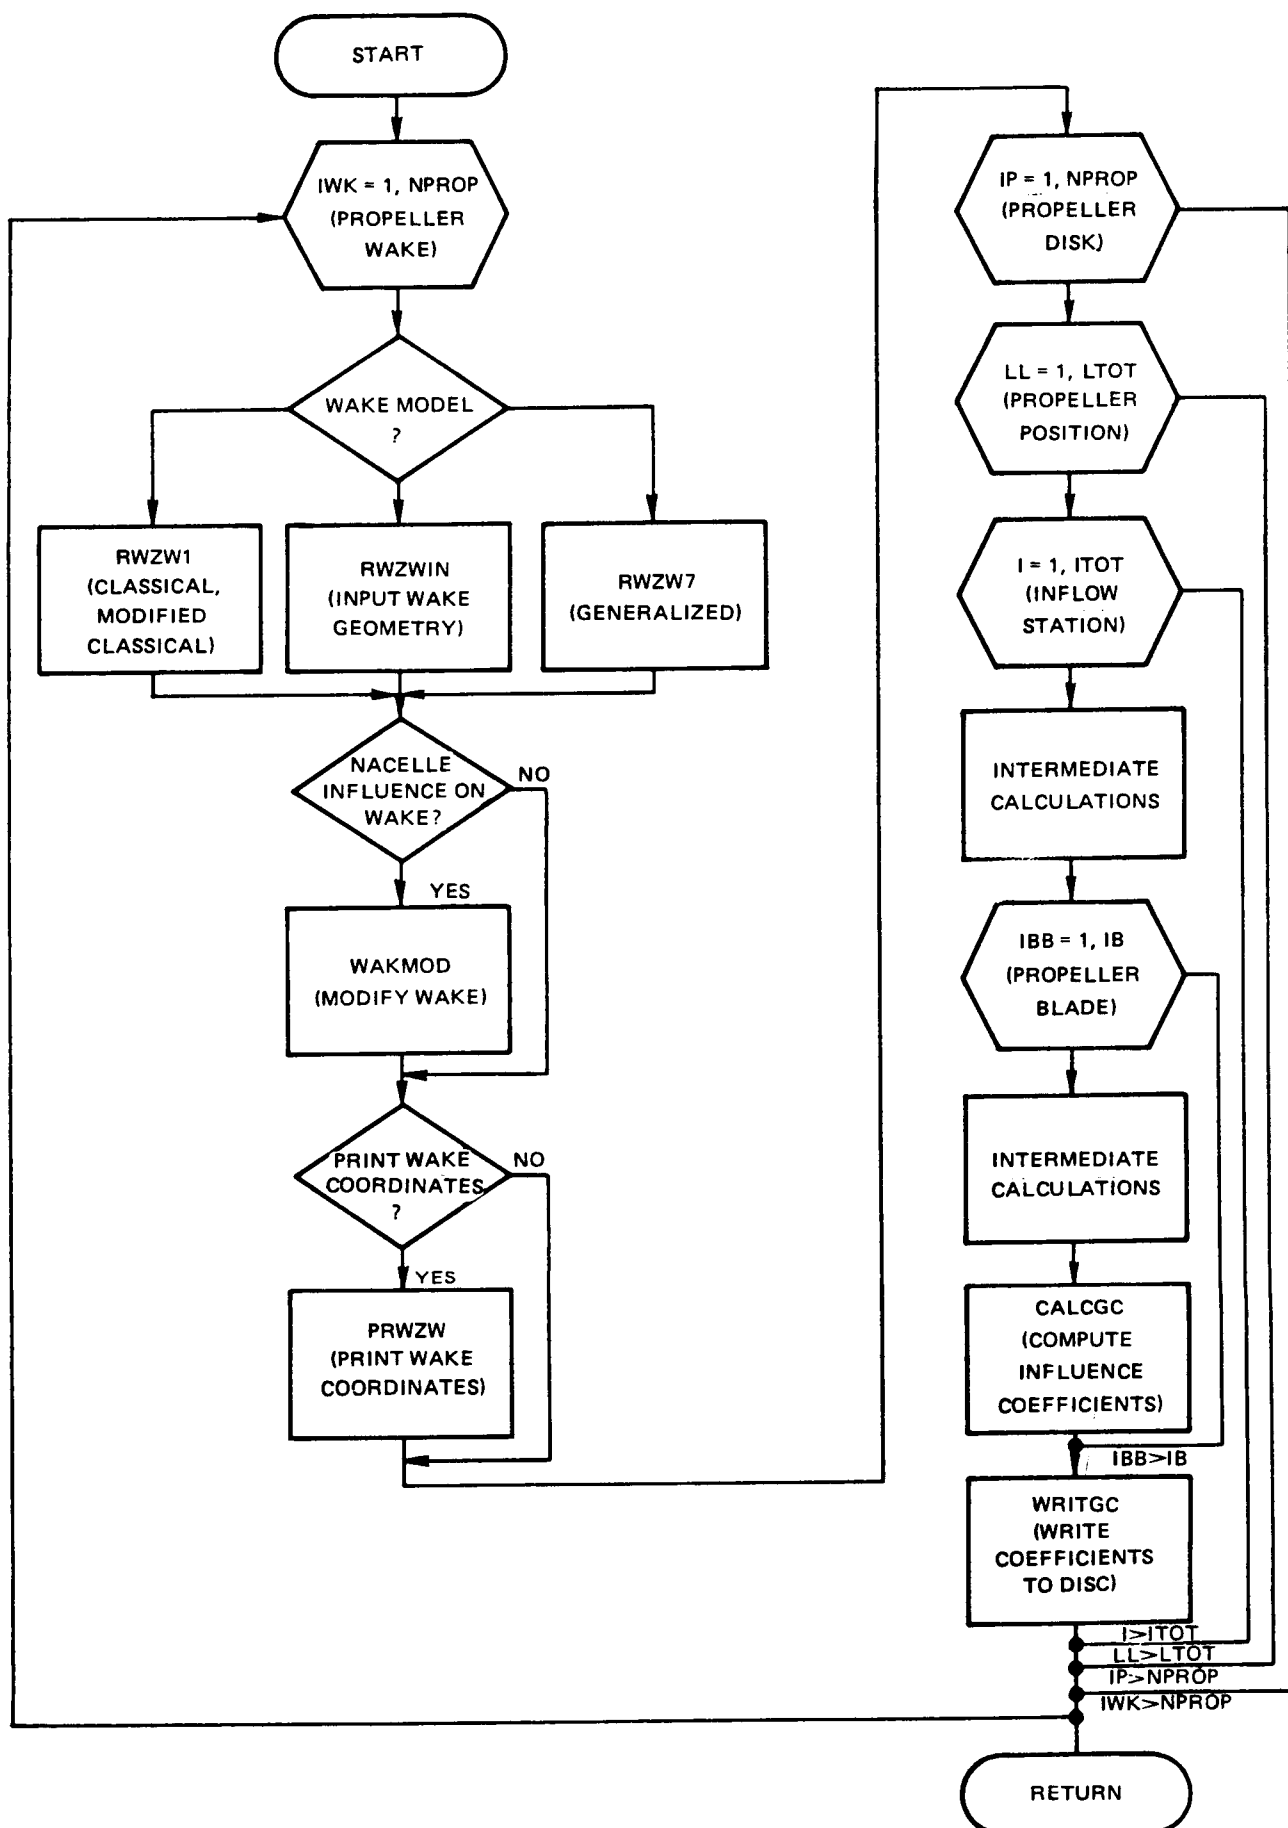 START
IWK = 1, NPROP
(PROPELLER
WAKE)
WAKE MODEL
?
RWZW1
(CLASSICAL,
MODIFIED
CLASSICAL)
RWZWIN
(INPUT WAKE
GEOMETRY)
RWZW7
(GENERALIZED)
NACELLE
INFLUENCE ON
WAKE?
NO
YES
WAKMOD
(MODIFY WAKE)
PRINT WAKE
COORDINATES
?
NO
YES
PRWZW
(PRINT WAKE
COORDINATES)
IP = 1, NPROP
(PROPELLER
DISK)
LL = 1, LTOT
(PROPELLER
POSITION)
I = 1, ITOT
(INFLOW
STATION)
INTERMEDIATE
CALCULATIONS
IBB = 1, IB
(PROPELLER
BLADE)
INTERMEDIATE
CALCULATIONS
CALCGC
(COMPUTE
INFLUENCE
COEFFICIENTS)
IBB>IB
WRITGC
(WRITE
COEFFICIENTS
TO DISC)
I>ITOT
LL>LTOT
IP>NPROP
IWK>NPROP
RETURN